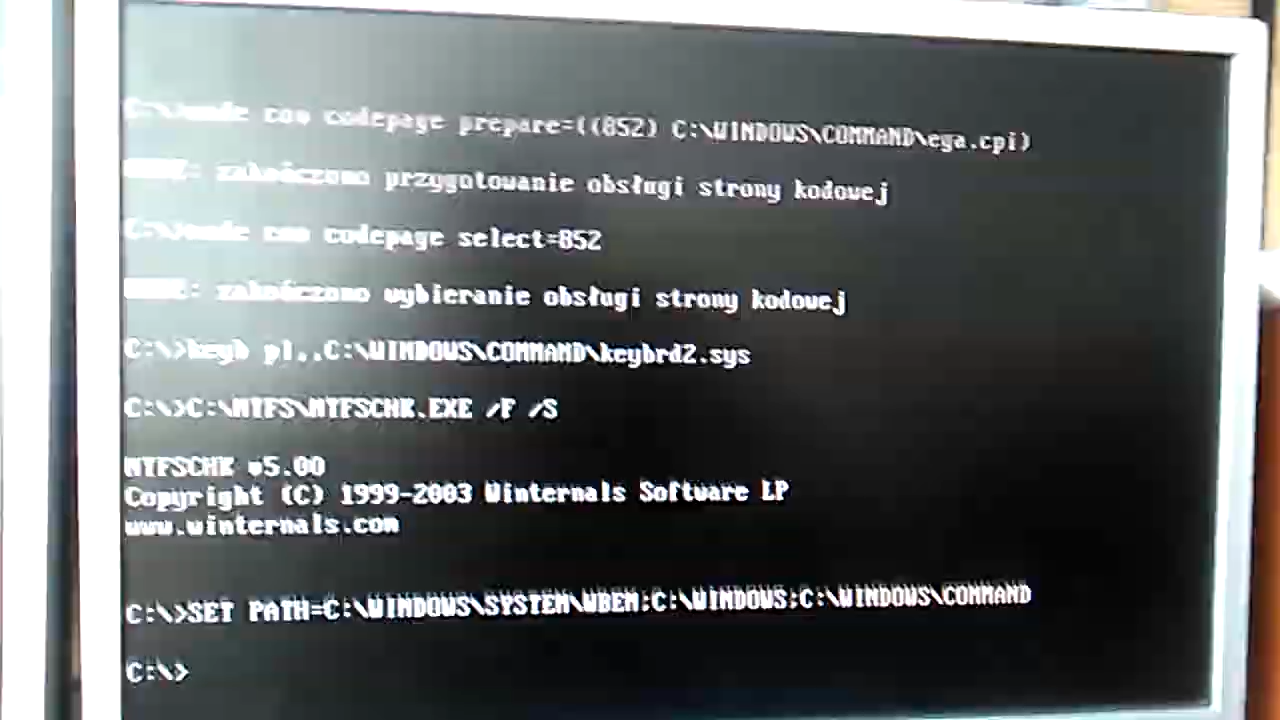 C:\>mode con codepage prepare=((852) C:\WINDOWS\COMMAND\ega.cpi)
MODE: zakończono przygotowanie obsługi strony kodowej
C:\>mode con codepage select=852
MODE: zakończono wybieranie obsługi strony kodowej
C:\>keyb pl,,C:\WINDOWS\COMMAND\keybrd2.sys
C:\>C:\NTFS\NTFSCHK.EXE /F /S
NTFSCHK v5.00
Copyright (C) 1999-2003 Winternals Software LP
www.winternals.com
C:\>SET PATH=C:\WINDOWS\SYSTEM\WBEM;C:\WINDOWS;C:\WINDOWS\COMMAND
C:\>